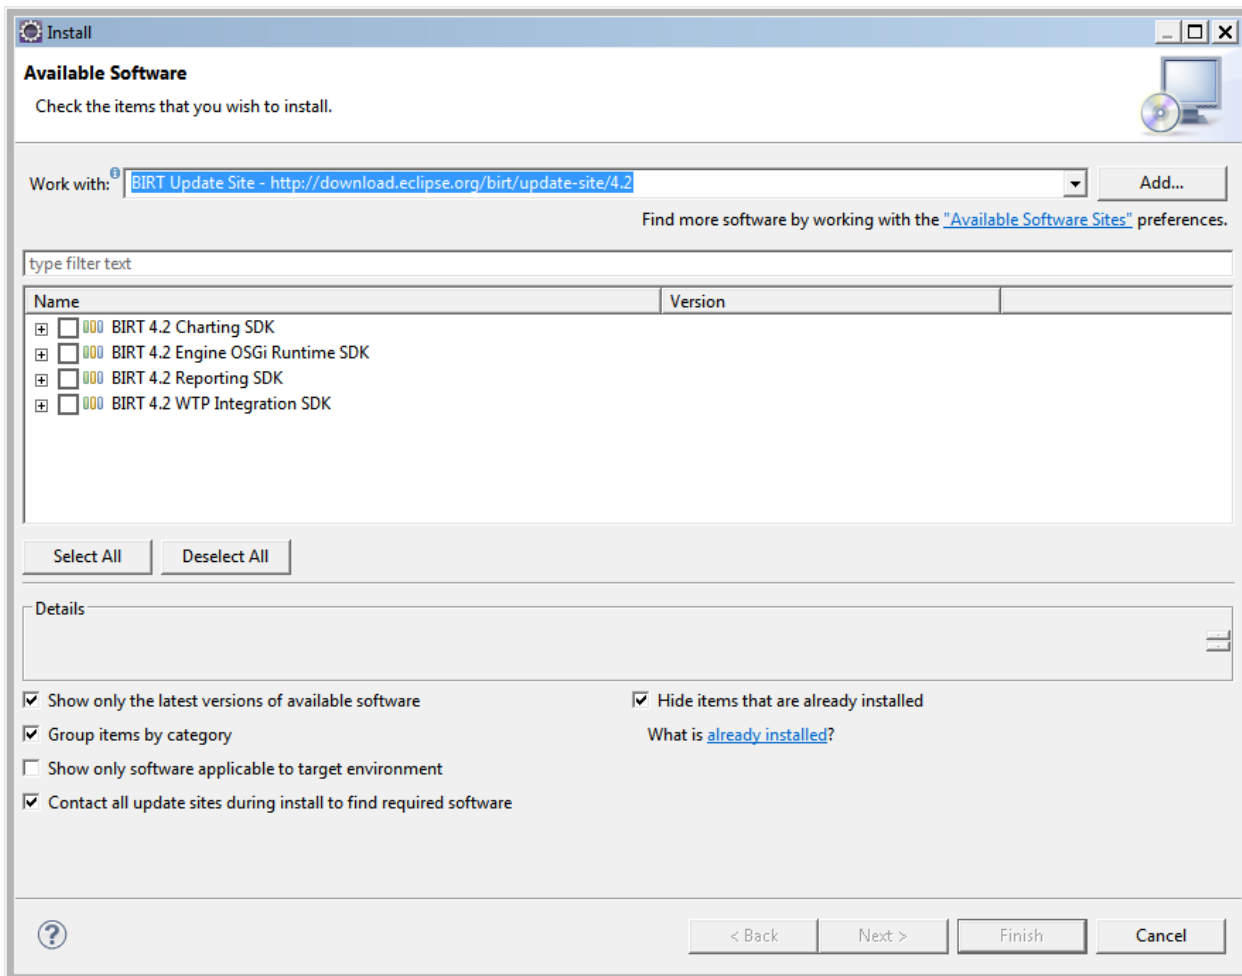 Install
Available Software
Check the items that you wish to install.
Work with: BIRT Update Site - http://download.eclipse.org/birt/update-site/4.2 Add...
Find more software by working with the "Available Software Sites" preferences.
type filter text
Name Version
BIRT 4.2 Charting SDK
BIRT 4.2 Engine OSGi Runtime SDK
BIRT 4.2 Reporting SDK
BIRT 4.2 WTP Integration SDK
Select All Deselect All
Details
Show only the latest versions of available software Hide items that are already installed
Group items by category What is already installed?
Show only software applicable to target environment
Contact all update sites during install to find required software
? < Back Next > Finish Cancel